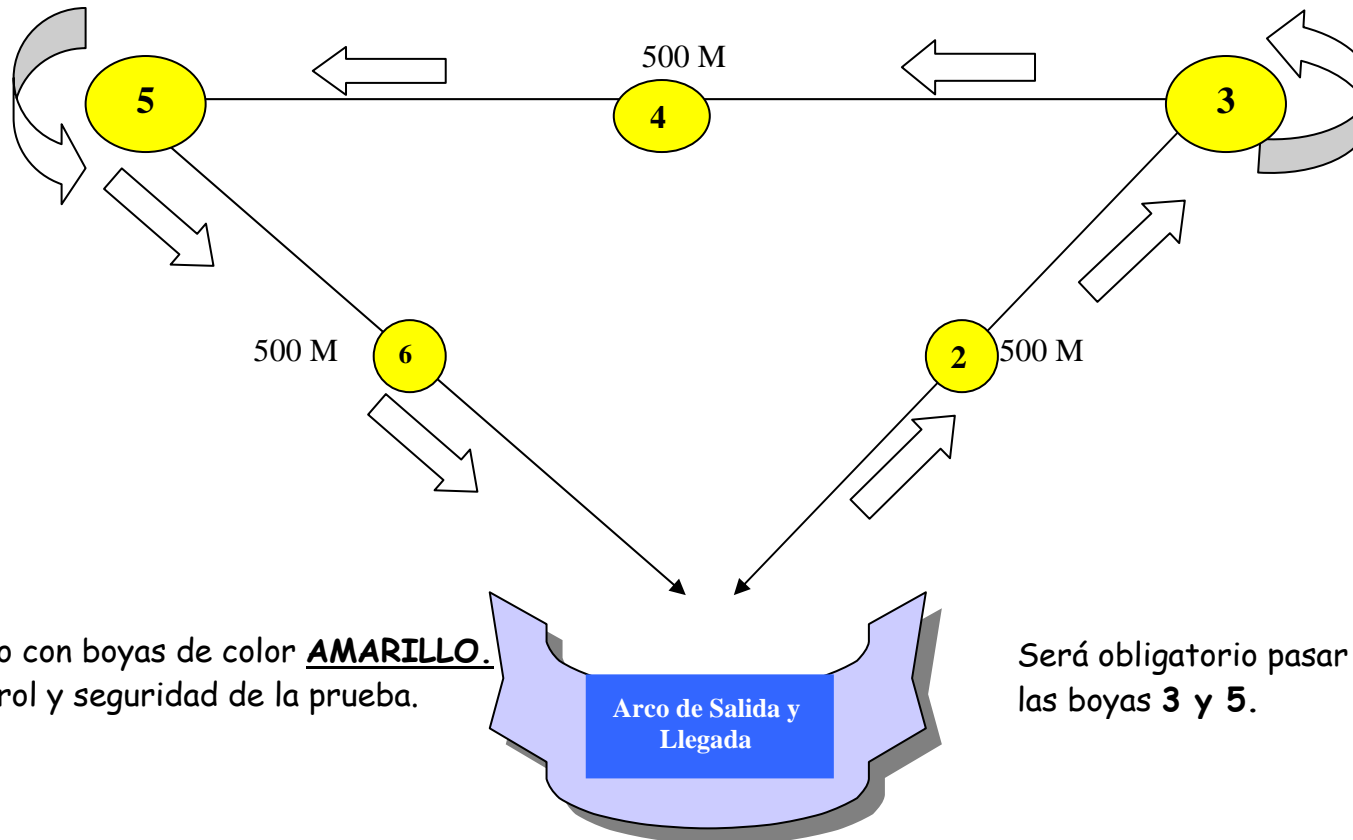 500 M
5
4
3
500 M
6
2
500 M
o con boyas de color AMARILLO.
rol y seguridad de la prueba.
Arco de Salida y
Llegada
Será obligatorio pasar
las boyas 3 y 5.